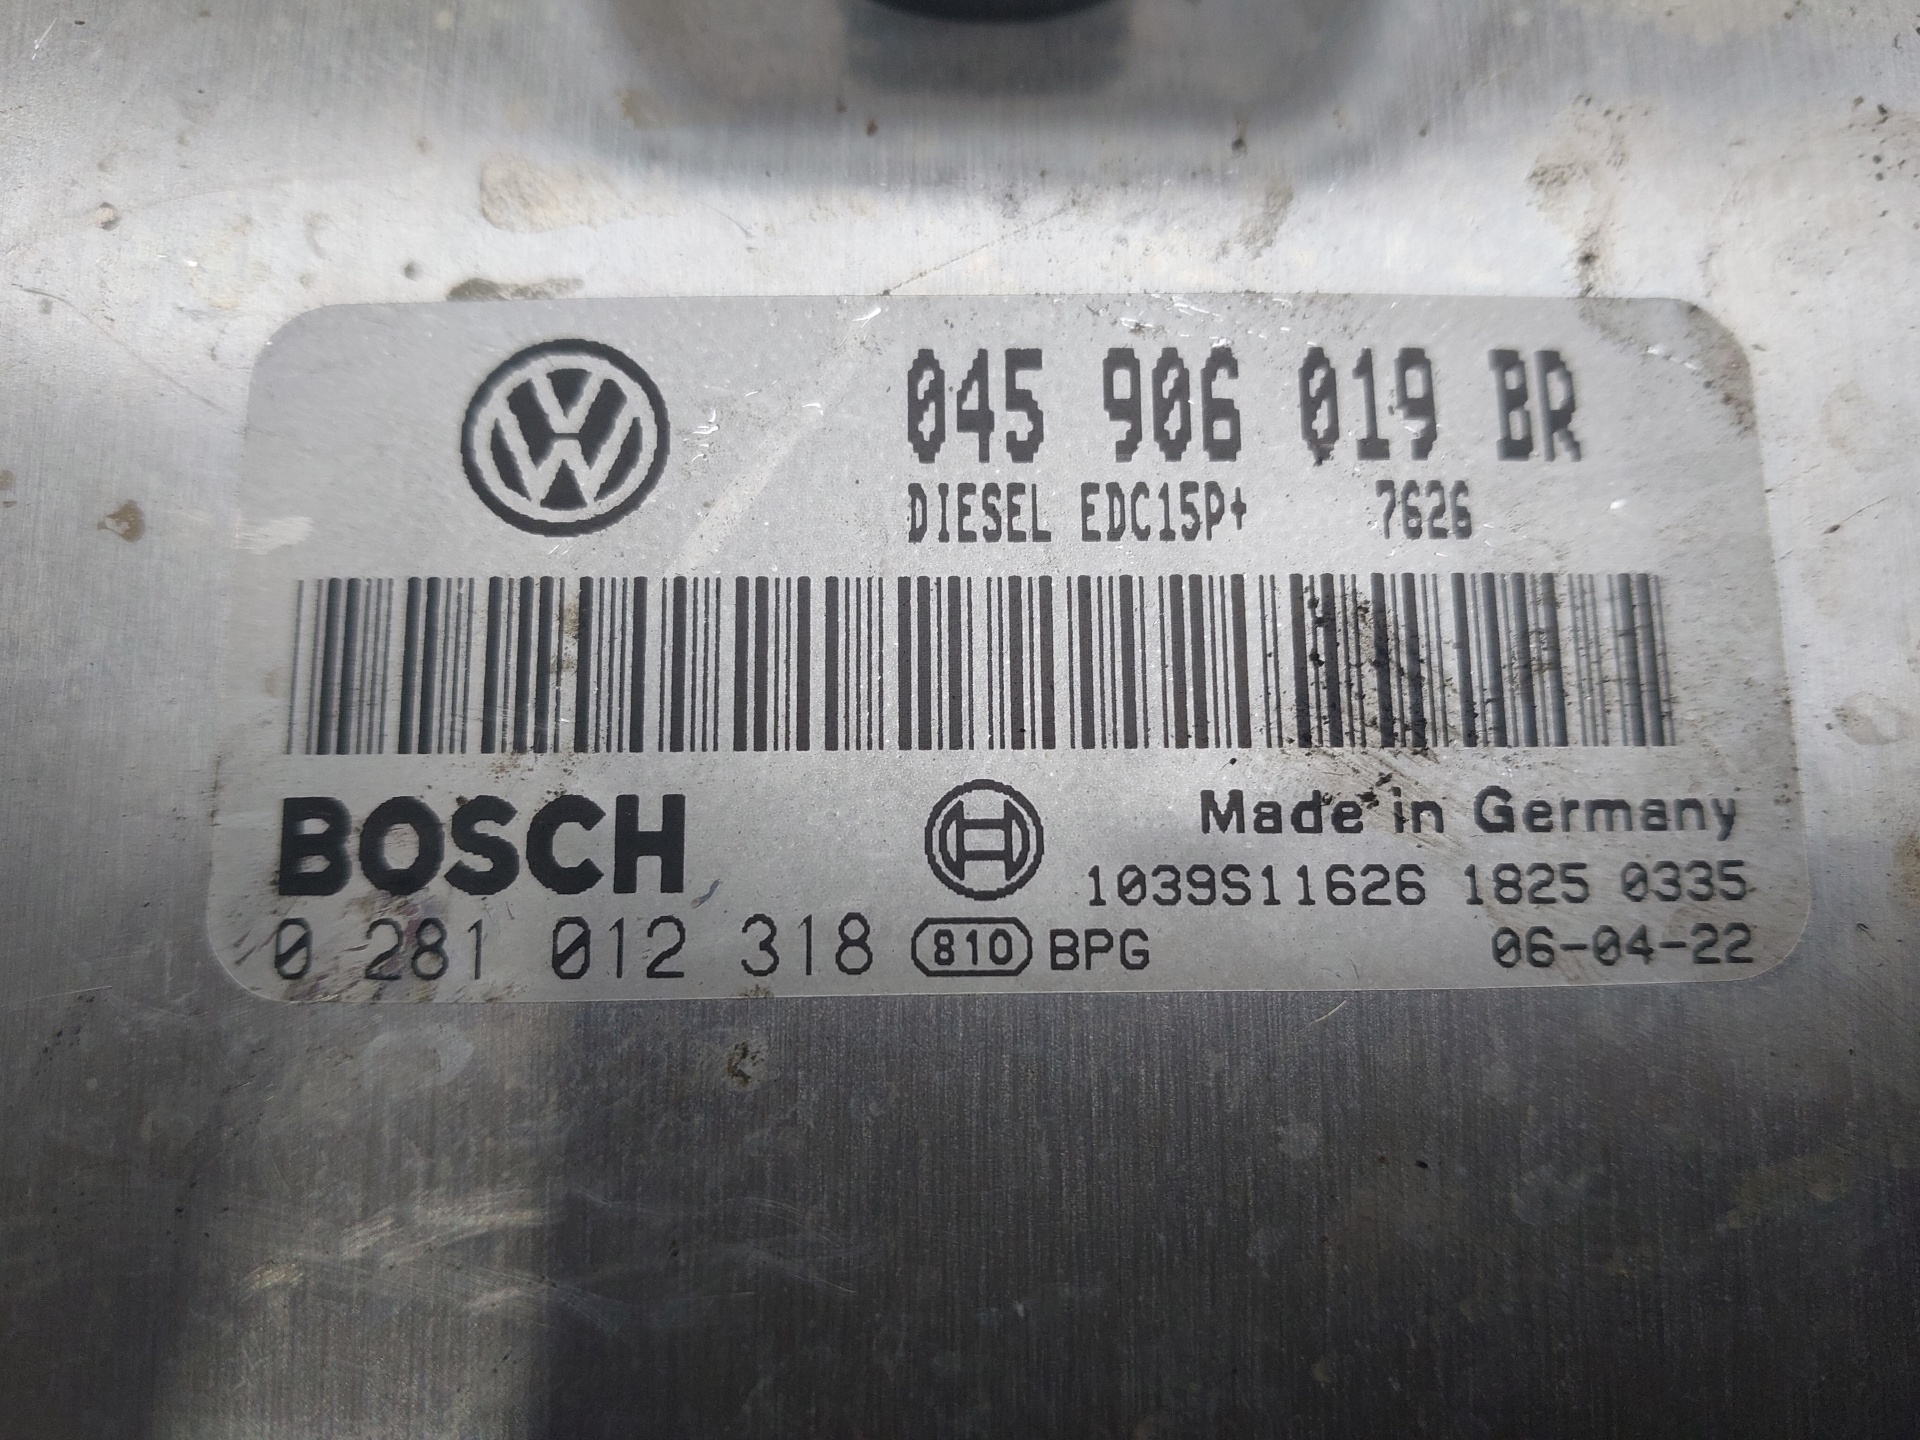 045 906 019 BR
DIESEL EDC15P+ 7626
BOSCH
Made in Germany
1039S11626 1825 0335
0 281 012 318 810 BPG 06-04-22